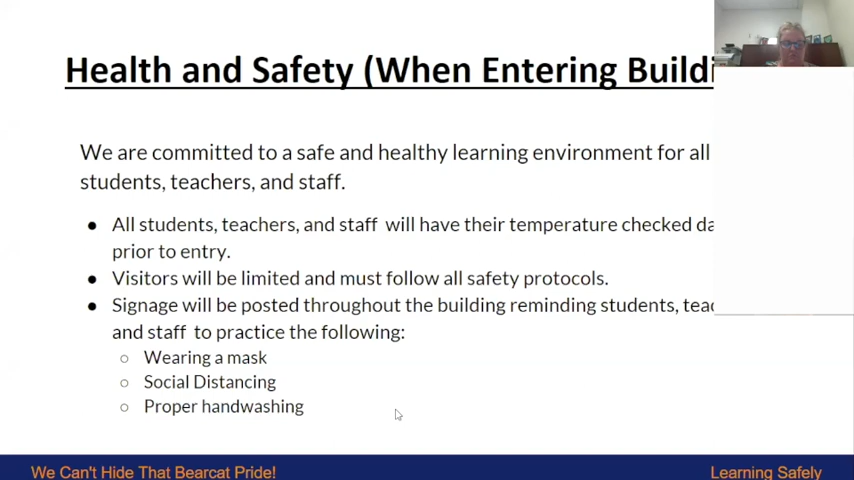 Health and Safety (When Entering
We are committed to a safe and healthy learning environment for all
students, teachers, and staff.
● All students, teachers, and staff will have their temperature checked
prior to entry.
● Visitors will be limited and must follow all safety protocols.
● Signage will be posted throughout the building reminding students,
and staff to practice the following:
○ Wearing a mask
○ Social Distancing
○ Proper handwashing
We Can't Hide That Bearcat Pride!
Learning Safely